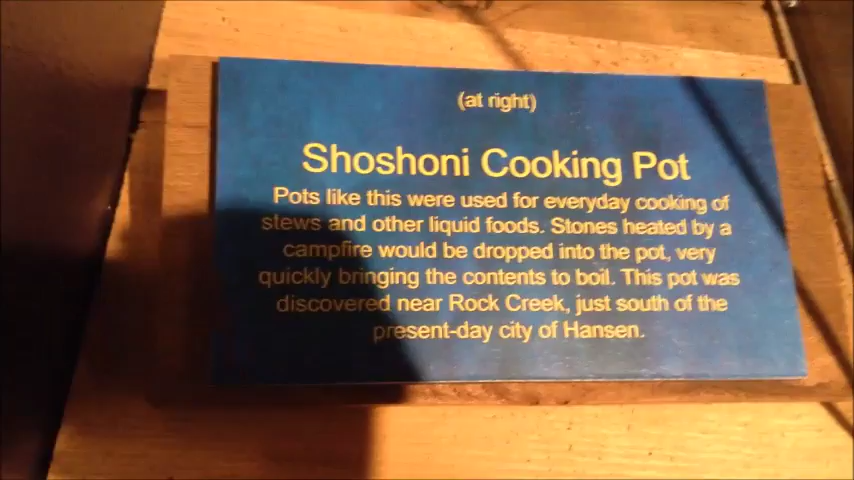 (at right)
Shoshoni Cooking Pot
Pots like this were used for everyday cooking of
stews and other liquid foods. Stones heated by a
campfire would be dropped into the pot, very
quickly bringing the contents to boil. This pot was
discovered near Rock Creek, just south of the
present-day city of Hansen.